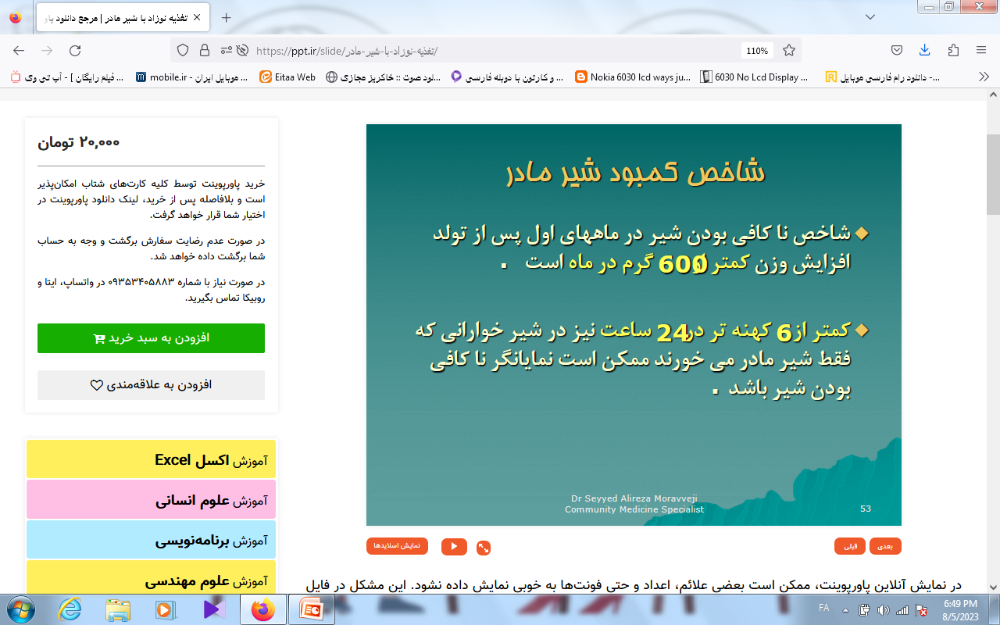 تغذیه نوزاد با شیر مادر | مرجع دانلود پاو
https://ppt.ir/slide/تغذیه-نوزاد-با-شیر-مادر/
110%
فیلم رایگان ] - آپ تی وی ...
mobile.ir - موبایل ایران ...
Eitaa Web
لود صوت :: خاکریز مجازی...
و کارتون با دوبله فارسی ...
Nokia 6030 lcd ways ju...
6030 No Lcd Display ...
- دانلود رام فارسی موبایل...
۲۰,۰۰۰ تومان
خرید پاورپوینت توسط کلیه کارت‌های شتاب امکان‌پذیر
است و بلافاصله پس از خرید، لینک دانلود پاورپوینت در
اختیار شما قرار خواهد گرفت.
در صورت عدم رضایت سفارش برگشت و وجه به حساب
شما برگشت داده خواهد شد.
در صورت نیاز با شماره ۰۹۳۵۳۴۰۵۸۸۳ در واتساپ، ایتا و
روبیکا تماس بگیرید.
افزودن به سبد خرید
افزودن به علاقه‌مندی
آموزش اکسل Excel
آموزش علوم انسانی
آموزش برنامه‌نویسی
آموزش علوم مهندسی
شاخص کمبود شیر مادر
شاخص نا کافی بودن شیر در ماههای اول پس از تولد
افزایش وزن کمتر از 600 گرم در ماه است .
کمتر از 6 کهنه تر در 24 ساعت نیز در شیر خوارانی که
فقط شیر مادر می خورند ممکن است نمایانگر نا کافی
بودن شیر باشد .
Dr Seyyed Alireza Moravveji
Community Medicine Specialist
53
نمایش اسلایدها
قبلی
بعدی
در نمایش آنلاین پاورپوینت، ممکن است بعضی علائم، اعداد و حتی فونت‌ها به خوبی نمایش داده نشود. این مشکل در فایل
FA
6:49 PM
8/5/2023